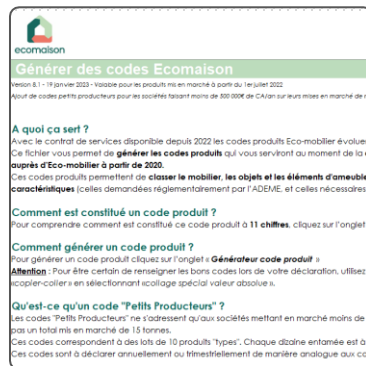 ecomaison
Générer des codes Ecomaison
Version 8.1 - 19 janvier 2023 - Valable pour les produits mis en marché à partir du 1er juillet 2022
Ajout de codes petits producteurs pour les sociétés faisant moins de 500 000€ de CA/an sur leurs mises en marché de
A quoi ça sert ?
Avec le contrat de services disponible depuis 2022 les codes produits Eco-mobilier évolue
Ce fichier vous permet de générer les codes produits qui vous serviront au moment de la
auprès d'Eco-mobilier à partir de 2020.
Ces codes produits permettent de classer le mobilier, les objets et les éléments d'ameuble
caractéristiques (celles demandées réglementairement par l'ADEME, et celles nécessaires
Comment est constitué un code produit ?
Pour comprendre comment est constitué ce code produit à 11 chiffres, cliquez sur l'onglet
Comment générer un code produit ?
Pour générer un code produit cliquez sur l'onglet « Générateur code produit »
Attention : Pour être certain de renseigner les bons codes lors de votre déclaration, utilisez
«copier-coller» en sélectionnant «collage spécial valeur absolue ».
Qu'est-ce qu'un code "Petits Producteurs" ?
Les codes "Petits Producteurs" ne s'adressent qu'aux sociétés mettant en marché moins de
pas un total mis en marché de 15 tonnes.
Ces codes correspondent à des lots de 10 produits "types". Chaque dizaine entamée est à
Ces codes sont à déclarer annuellement ou trimestriellement de manière analogue aux co